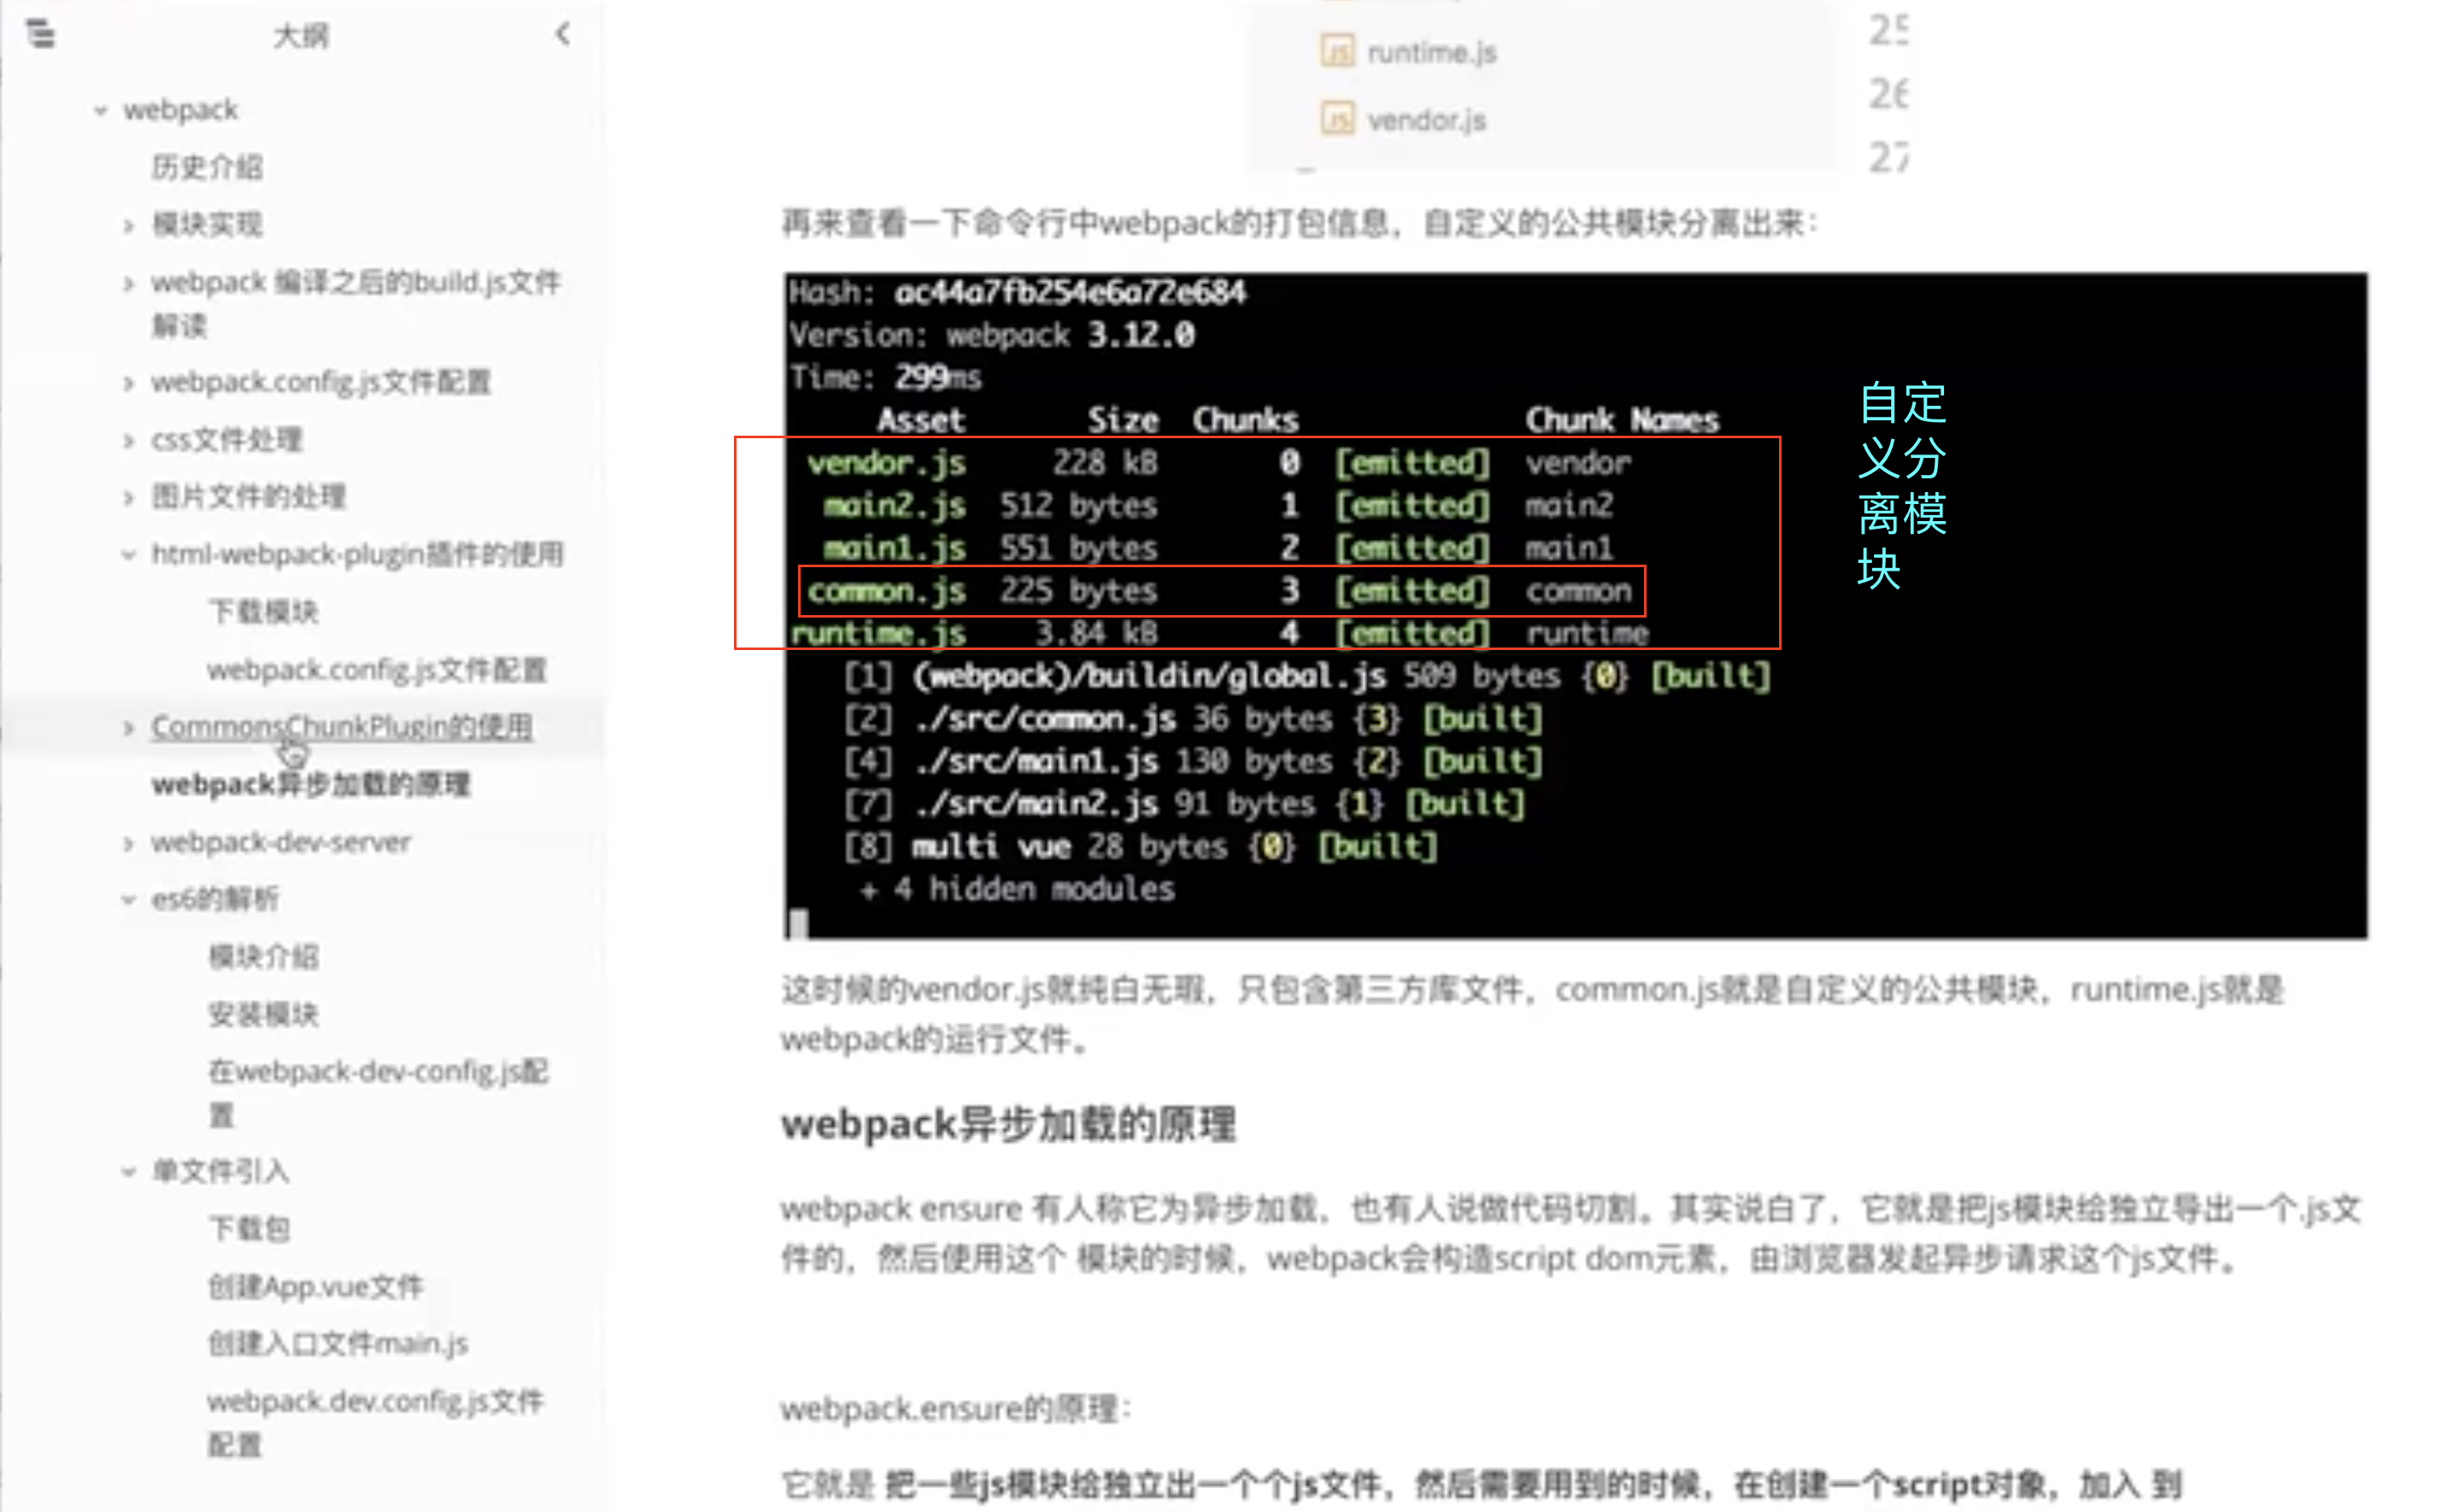 大纲
webpack
历史介绍
模块实现
webpack 编译之后的build.js文件
解读
webpack.config.js文件配置
css文件处理
图片文件的处理
html-webpack-plugin插件的使用
下载模块
webpack.config.js文件配置
CommonsChunkPlugin的使用
webpack异步加载的原理
webpack-dev-server
es6的解析
模块介绍
安装模块
在webpack-dev-config.js配
置
单文件引入
下载包
创建App.vue文件
创建入口文件main.js
webpack.dev.config.js文件
配置
runtime.js
vendor.js
25
26
27
再来查看一下命令行中webpack的打包信息，自定义的公共模块分离出来：
Hash: ac44a7fb254e6a72e684
Version: webpack 3.12.0
Time: 299ms
Asset Size Chunks Chunk Names
vendor.js 228 kB 0 [emitted] vendor
main2.js 512 bytes 1 [emitted] main2
main1.js 551 bytes 2 [emitted] main1
common.js 225 bytes 3 [emitted] common
runtime.js 3.84 kB 4 [emitted] runtime
[1] (webpack)/buildin/global.js 509 bytes {0} [built]
[2] ./src/common.js 36 bytes {3} [built]
[4] ./src/main1.js 130 bytes {2} [built]
[7] ./src/main2.js 91 bytes {1} [built]
[8] multi vue 28 bytes {0} [built]
+ 4 hidden modules
自定
义分
离模
块
这时候的vendor.js就纯白无瑕，只包含第三方库文件，common.js就是自定义的公共模块，runtime.js就是
webpack的运行文件。
webpack异步加载的原理
webpack ensure 有人称它为异步加载，也有人说做代码切割。其实说白了，它就是把js模块给独立导出一个.js文
件的，然后使用这个 模块的时候，webpack会构造script dom元素，由浏览器发起异步请求这个js文件。
webpack.ensure的原理：
它就是 把一些js模块给独立出一个个js文件，然后需要用到的时候，在创建一个script对象，加入 到